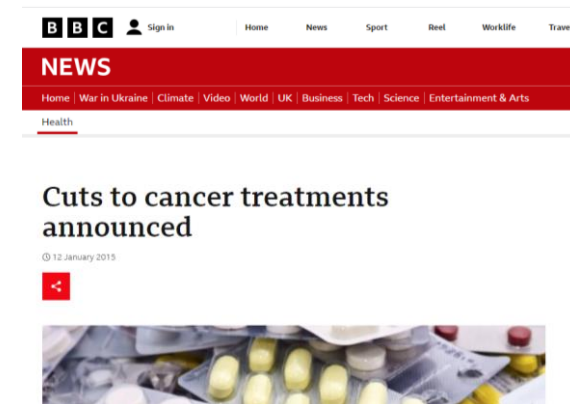 BBC Sign in Home News Sport Reel Worklife Trave
NEWS
Home War in Ukraine Climate Video World UK Business Tech Science Entertainment & Arts
Health
Cuts to cancer treatments
announced
12 January 2015